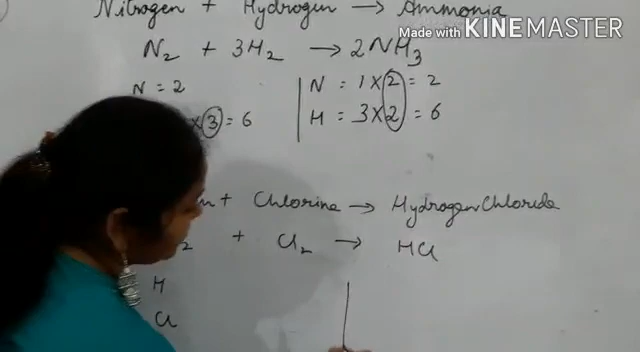 Nitrogen + Hydrogen → Ammonia
Made with KINEMASTER
N₂ + 3H₂ → 2NH₃
N = 2 | N = 1 × 2 = 2
× 3 = 6 | H = 3 × 2 = 6
+ Chlorine → Hydrogen Chloride
₂ + Cl₂ → HCl
H
Cl